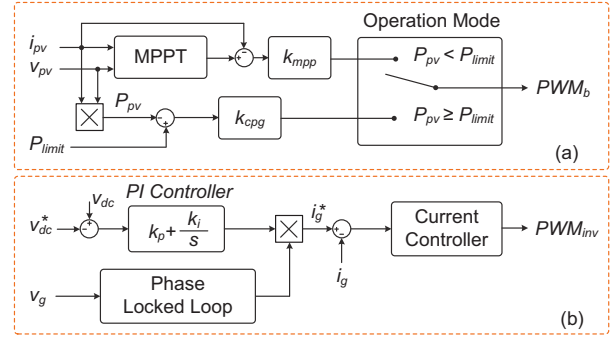 Operation Mode
i_pv
v_pv
MPPT
-
+
k_mpp
P_pv < P_limit
PWM_b
P_pv
-
+
k_cpg
P_pv ≥ P_limit
P_limit
(a)
PI Controller
v_dc
v*_dc
-
+
k_p + k_i/s
i_g*
+
-
Current
Controller
PWM_inv
i_g
v_g
Phase
Locked Loop
(b)